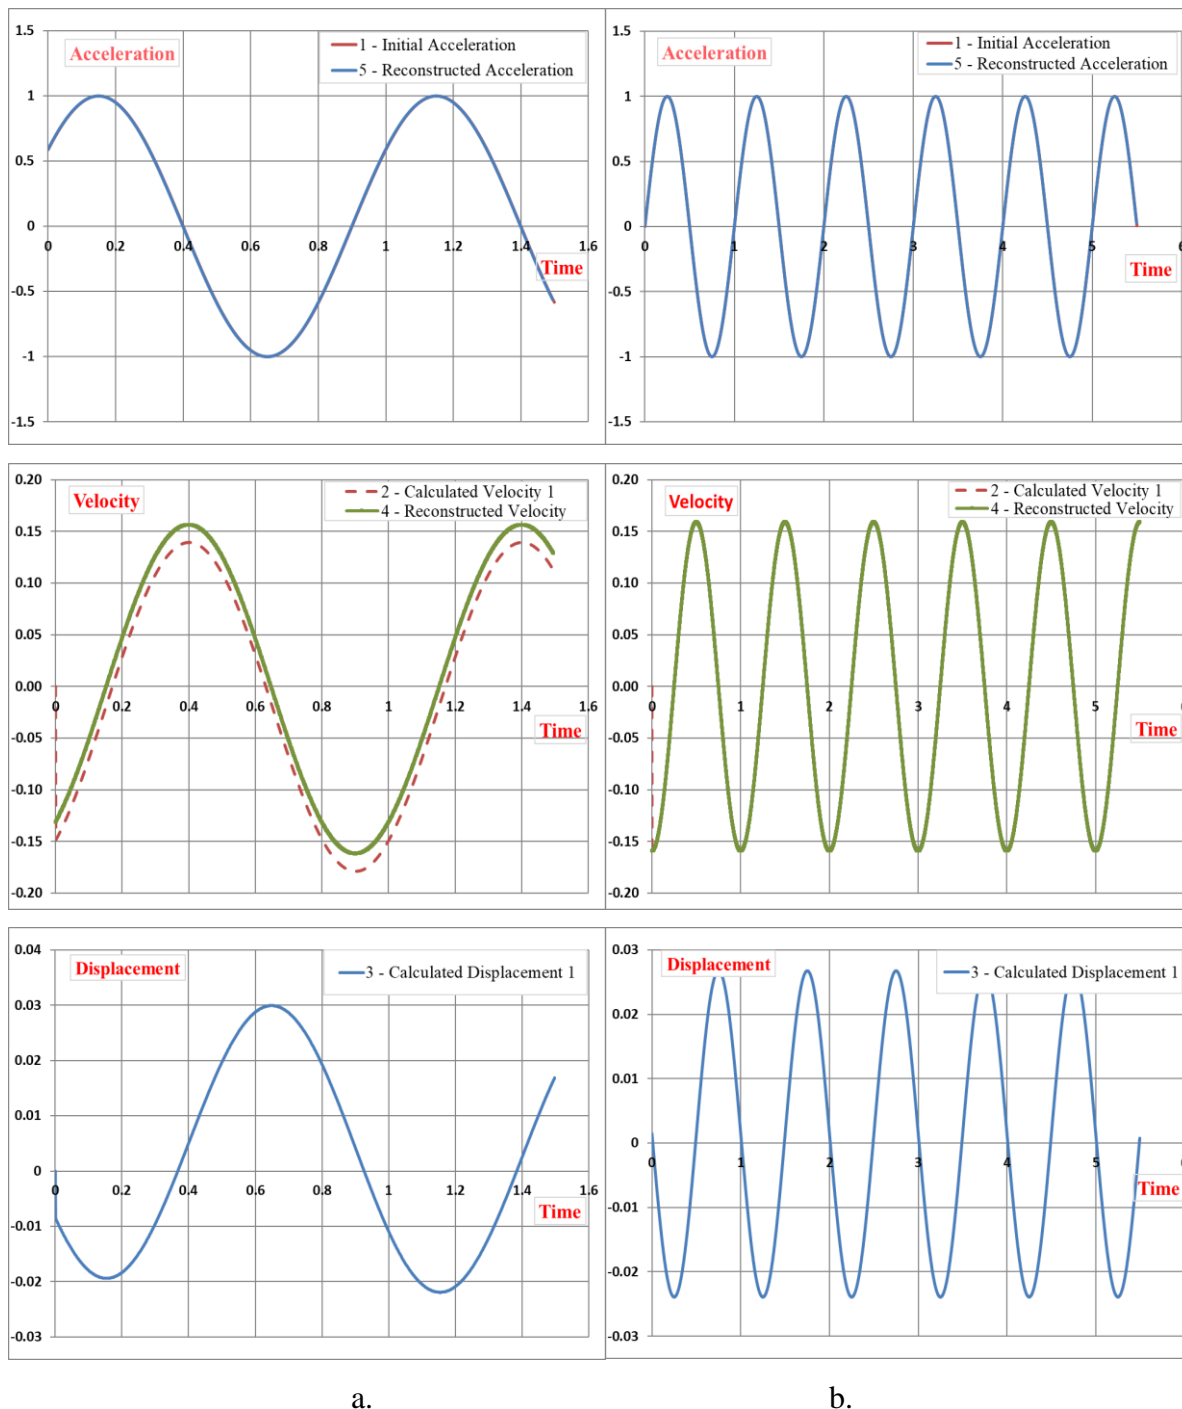 Acceleration
1 - Initial Acceleration
5 - Reconstructed Acceleration
1.5
1
0.5
0
-0.5
-1
-1.5
0 0.2 0.4 0.6 0.8 1 1.2 1.4 1.6
Time
Acceleration
1 - Initial Acceleration
5 - Reconstructed Acceleration
1.5
1
0.5
0
-0.5
-1
-1.5
0 1 2 3 4 5 6
Time
Velocity
2 - Calculated Velocity 1
4 - Reconstructed Velocity
0.20
0.15
0.10
0.05
0.00
-0.05
-0.10
-0.15
-0.20
0 0.2 0.4 0.6 0.8 1 1.2 1.4 1.6
Time
Velocity
2 - Calculated Velocity 1
4 - Reconstructed Velocity
0.20
0.15
0.10
0.05
0.00
-0.05
-0.10
-0.15
-0.20
0 1 2 3 4 5
Time
Displacement
3 - Calculated Displacement 1
0.04
0.03
0.02
0.01
0
-0.01
-0.02
-0.03
0 0.2 0.4 0.6 0.8 1 1.2 1.4 1.6
Time
Displacement
3 - Calculated Displacement 1
0.03
0.02
0.01
0
-0.01
-0.02
-0.03
0 1 2 3 4 5
Time
a.
b.